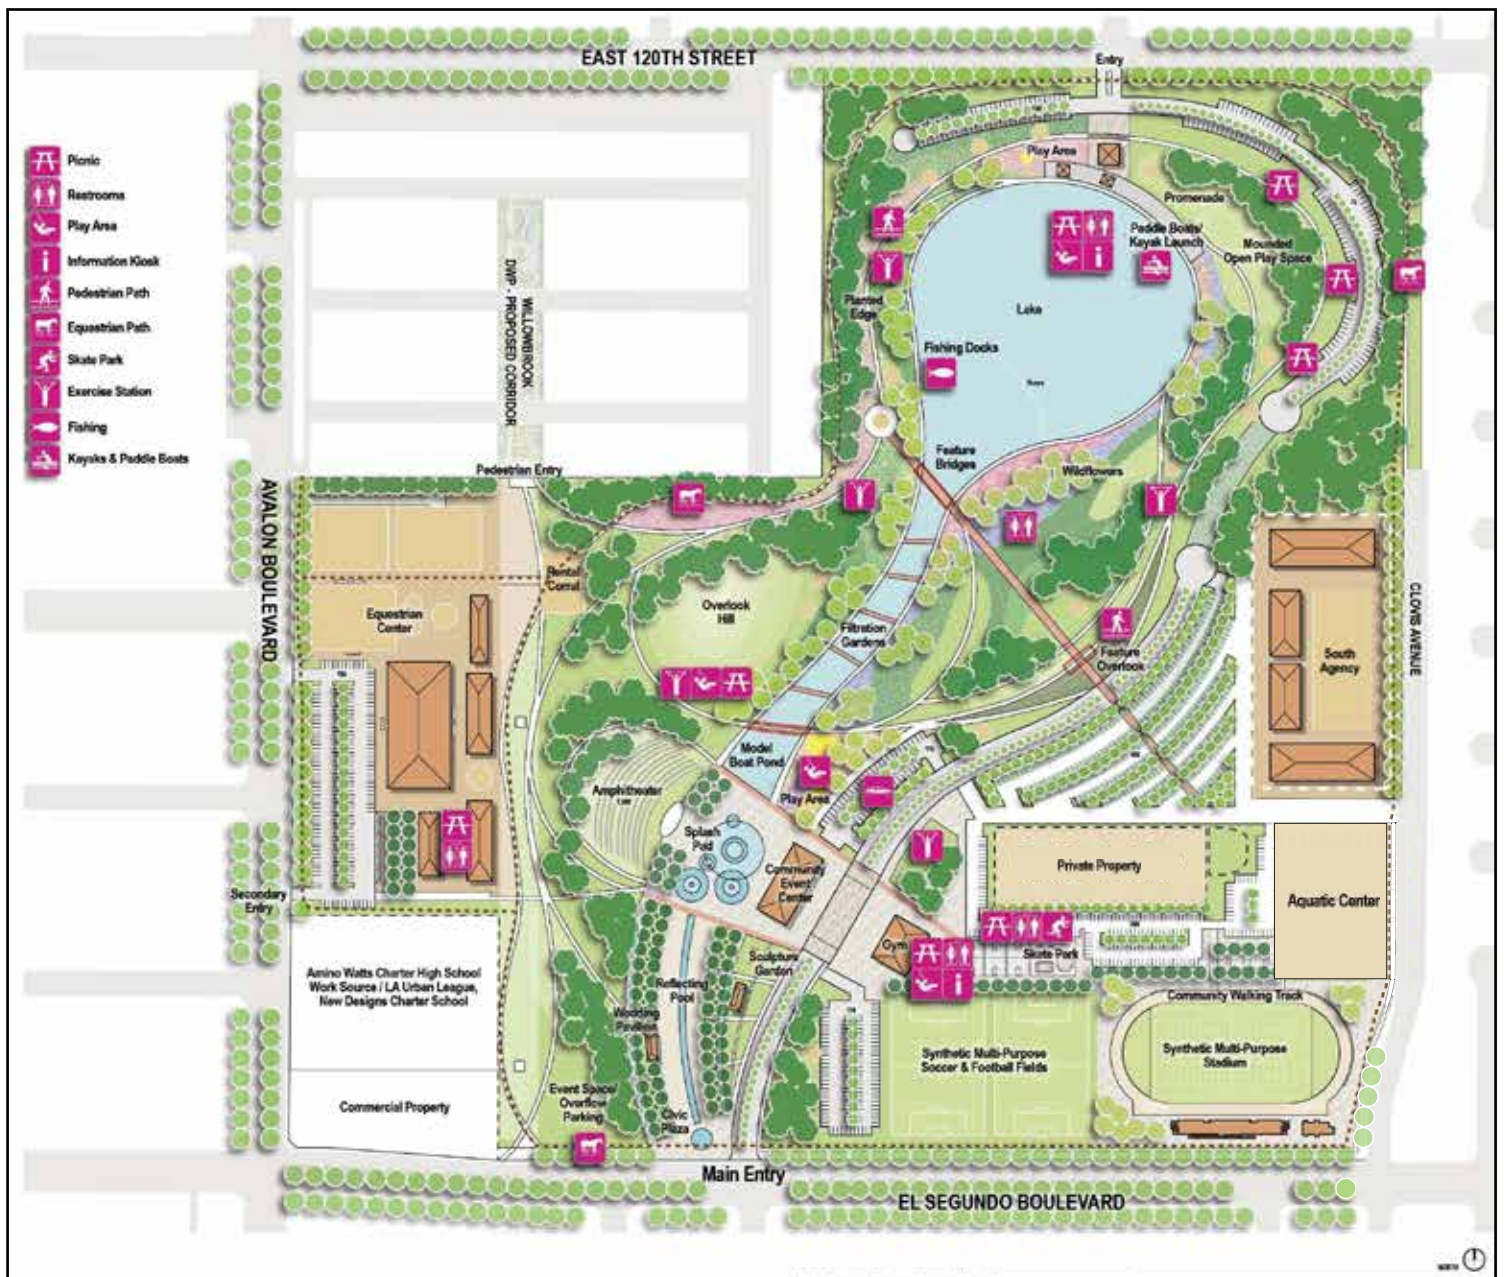 EAST 120TH STREET
Entry
Picnic
Restrooms
Play Area
Information Kiosk
Pedestrian Path
Equestrian Path
Skate Park
Exercise Station
Fishing
Kayaks & Paddle Boats
Play Area
Promenade
Paddle Boats/
Kayak Launch
Mounded
Open Play Space
Planted
Edge
Lake
Fishing Docks
WILLOWBROOK
DWP - PROPOSED CORRIDOR
Feature
Bridges
Wildflowers
Pedestrian Entry
AVALON BOULEVARD
CLOVIS AVENUE
Rental
Corral
Equestrian
Center
Overlook
Hill
Filtration
Gardens
Feature
Overlook
South
Agency
Model
Boat Pond
Play Area
Amphitheater
Splash
Pad
Community
Event
Center
Private Property
Aquatic Center
Secondary
Entry
Gym
Skate Park
Sculpture
Garden
Amino Watts Charter High School
Work Source / LA Urban League,
New Designs Charter School
Reflecting
Pool
Wedding
Pavilion
Community Walking Track
Synthetic Multi-Purpose
Soccer & Football Fields
Synthetic Multi-Purpose
Stadium
Commercial Property
Event Space/
Overflow
Parking
Civic
Plaza
Main Entry
EL SEGUNDO BOULEVARD
NORTH